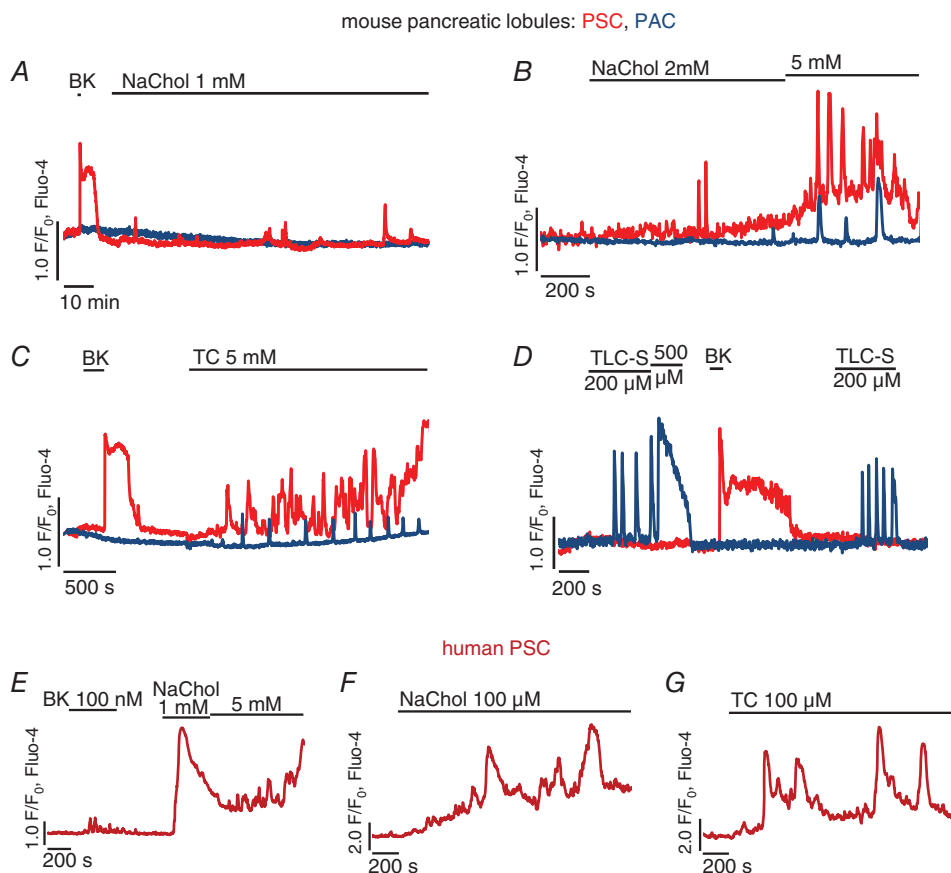 mouse pancreatic lobules: PSC, PAC
A
BK
NaChol 1 mM
1.0 F/F₀, Fluo-4
10 min
B
NaChol 2mM
5 mM
1.0 F/F₀, Fluo-4
200 s
C
BK
TC 5 mM
1.0 F/F₀, Fluo-4
500 s
D
TLC-S
200 µM
500
µM
BK
TLC-S
200 µM
1.0 F/F₀, Fluo-4
200 s
human PSC
E
BK 100 nM
NaChol
1 mM
5 mM
1.0 F/F₀, Fluo-4
200 s
F
NaChol 100 µM
2.0 F/F₀, Fluo-4
200 s
G
TC 100 µM
2.0 F/F₀, Fluo-4
200 s